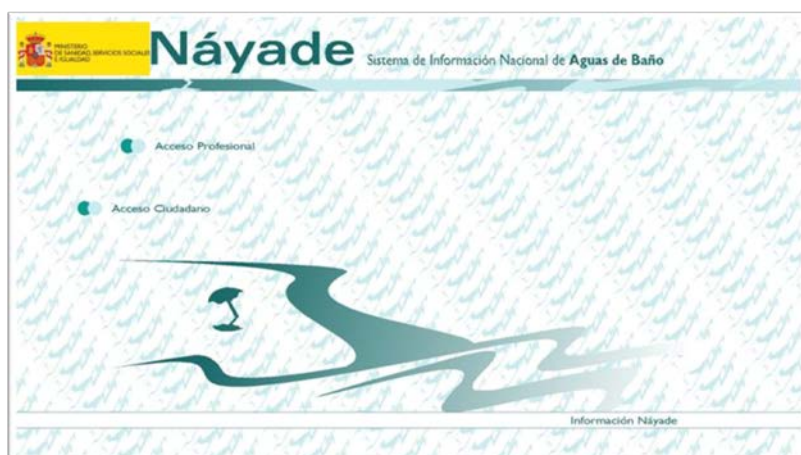 MINISTERIO
DE SANIDAD, SERVICIOS SOCIALES
E IGUALDAD
Náyade Sistema de Información Nacional de Aguas de Baño
Acceso Profesional
Acceso Ciudadano
Información Náyade